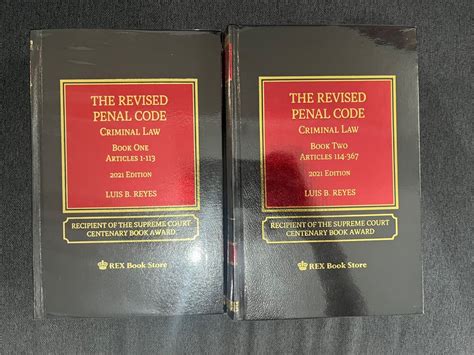 THE REVISED
PENAL CODE
CRIMINAL LAW
BOOK ONE
ARTICLES 1-113
2021 EDITION
LUIS B. REYES
RECIPIENT OF THE SUPREME COURT
CENTENARY BOOK AWARD
REX Book Store
THE REVISED
PENAL CODE
CRIMINAL LAW
BOOK TWO
ARTICLES 114-367
2021 EDITION
LUIS B. REYES
RECIPIENT OF THE SUPREME COURT
CENTENARY BOOK AWARD
REX Book Store